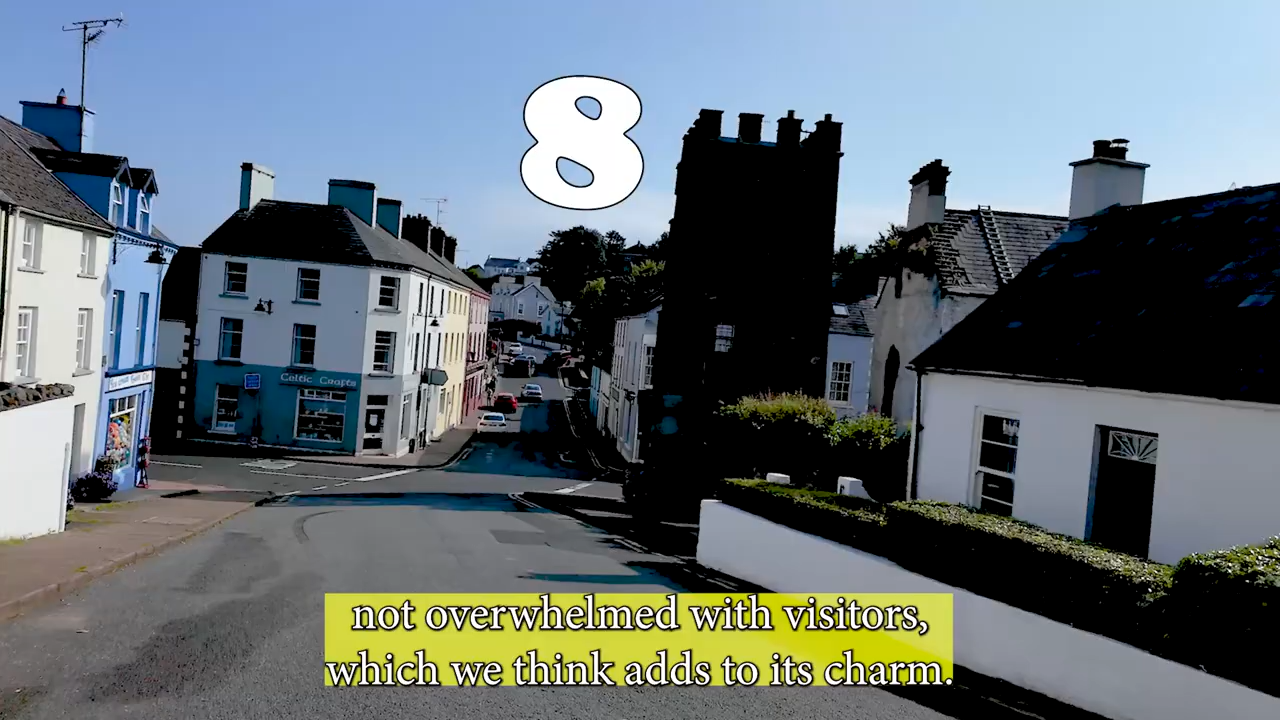 8
Celtic Crafts
not overwhelmed with visitors,
which we think adds to its charm.